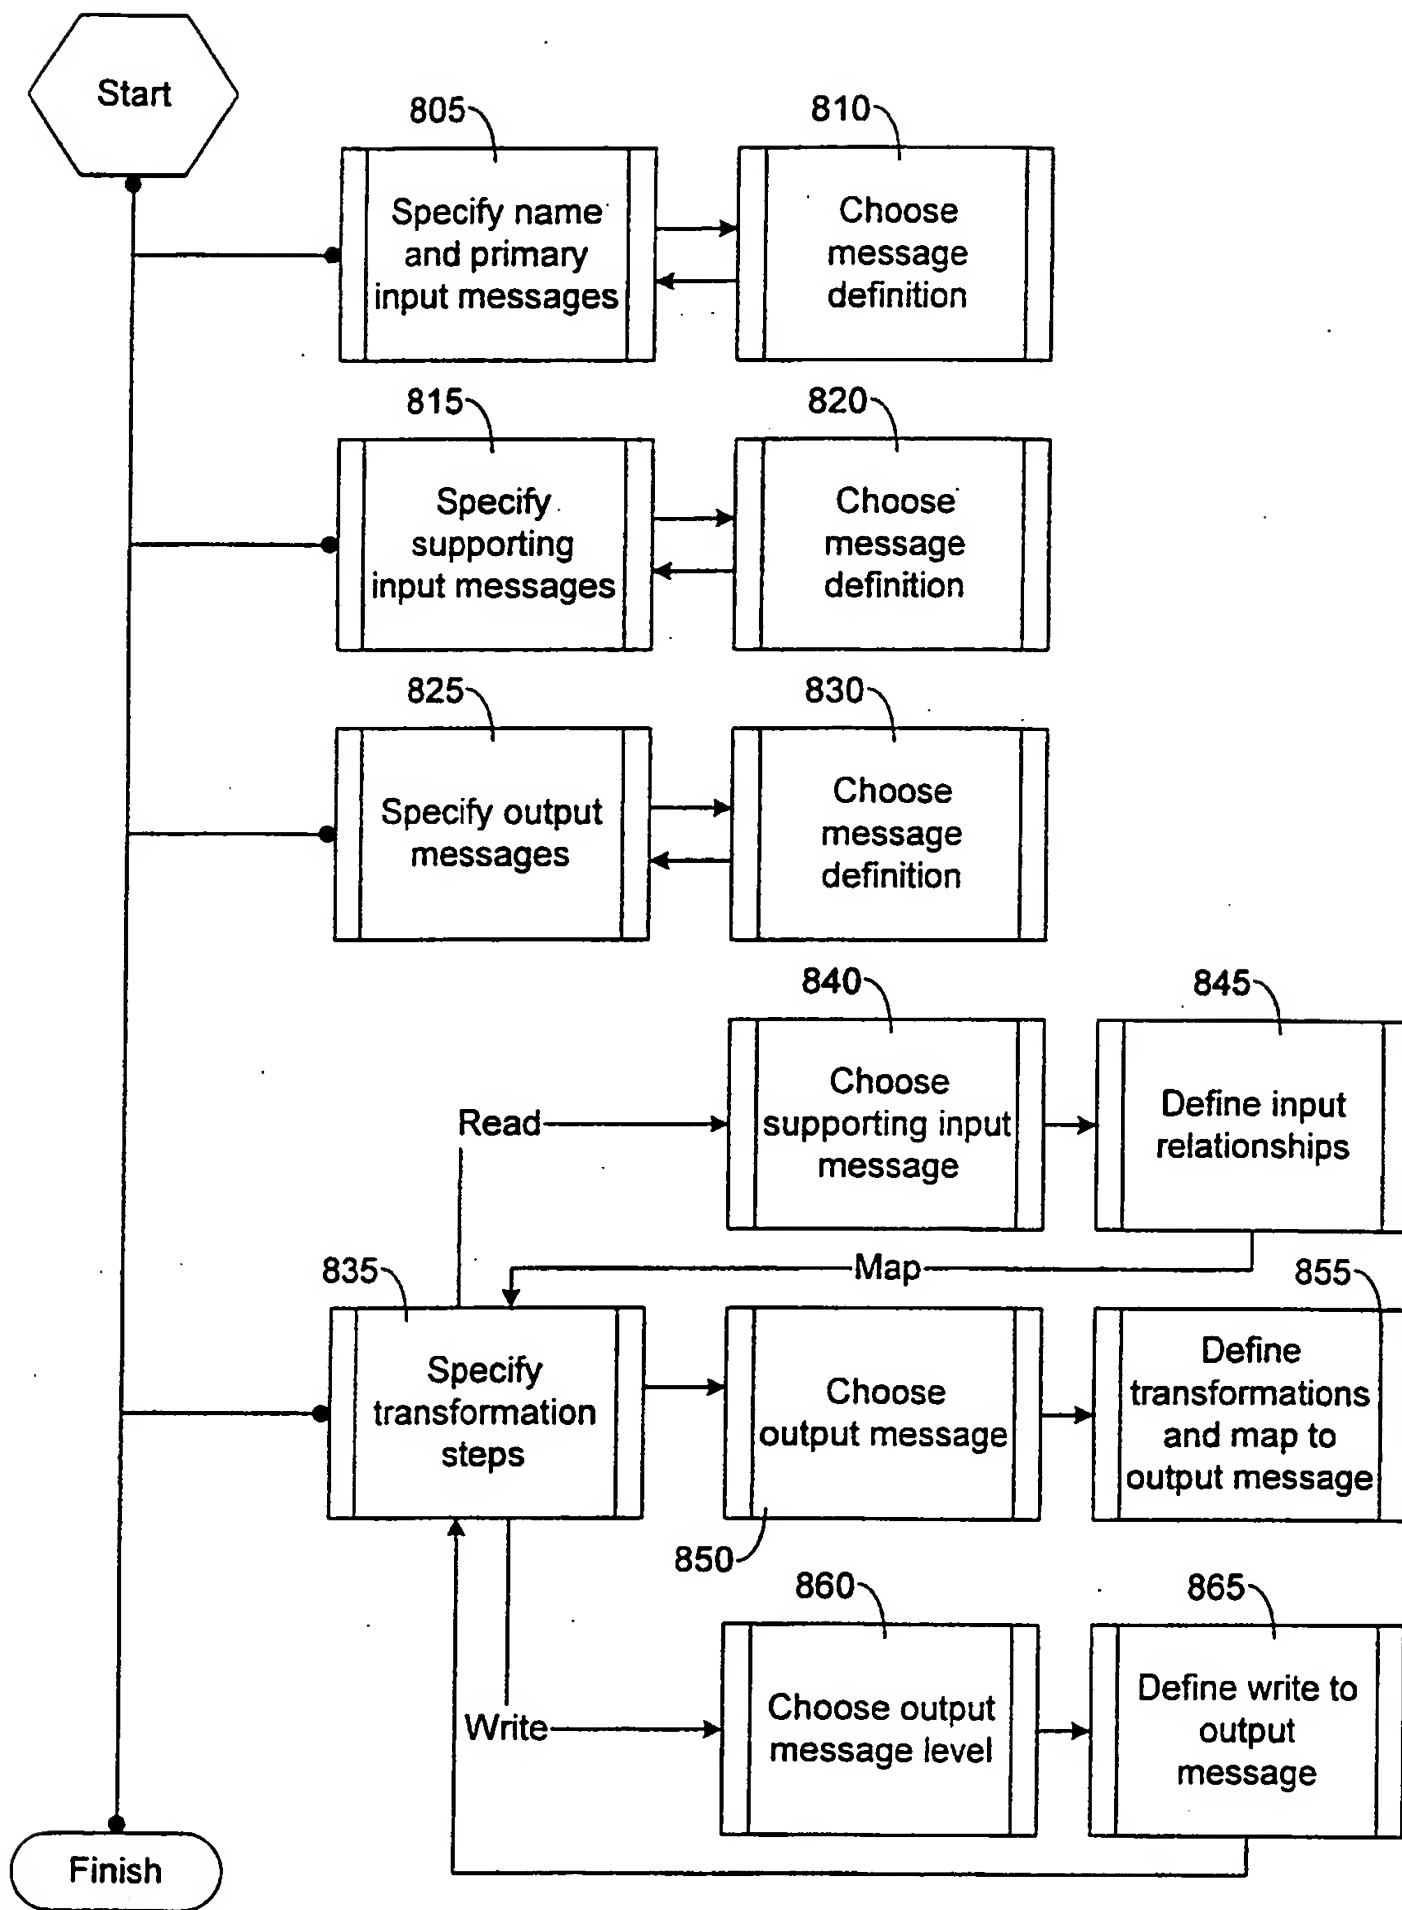 Start
805
810
Specify name
and primary
input messages
Choose
message
definition
815
820
Specify
supporting
input messages
Choose
message
definition
825
830
Specify output
messages
Choose
message
definition
840
845
Read
Choose
supporting input
message
Define input
relationships
Map
835
855
Specify
transformation
steps
Choose
output message
Define
transformations
and map to
output message
850
860
865
Write
Choose output
message level
Define write to
output
message
Finish